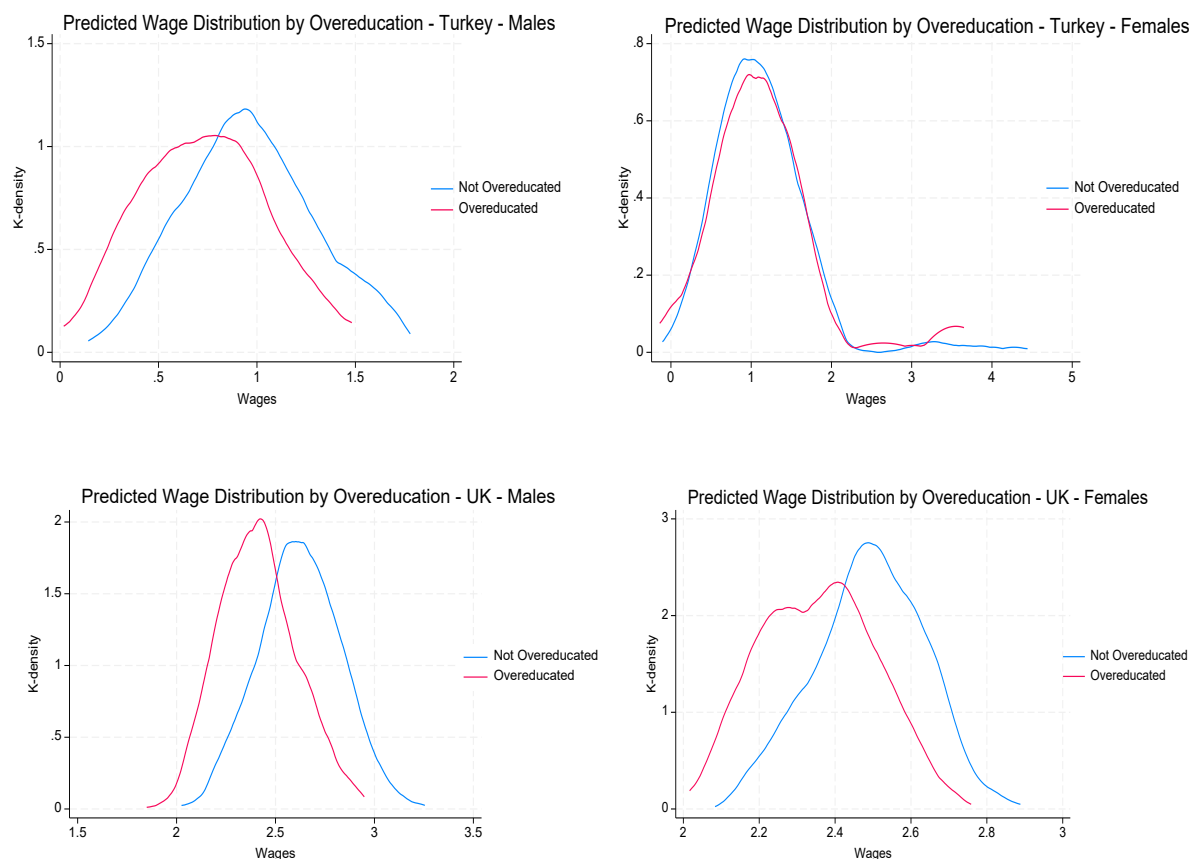 Predicted Wage Distribution by Overeducation - Turkey - Males
1.5
1
.5
0
K-density
0 .5 1 1.5 2
Wages
Not Overeducated
Overeducated
Predicted Wage Distribution by Overeducation - Turkey - Females
.8
.6
.4
.2
0
K-density
0 1 2 3 4 5
Wages
Not Overeducated
Overeducated
Predicted Wage Distribution by Overeducation - UK - Males
2
1.5
1
.5
0
K-density
1.5 2 2.5 3 3.5
Wages
Not Overeducated
Overeducated
Predicted Wage Distribution by Overeducation - UK - Females
3
2
1
0
K-density
2 2.2 2.4 2.6 2.8 3
Wages
Not Overeducated
Overeducated